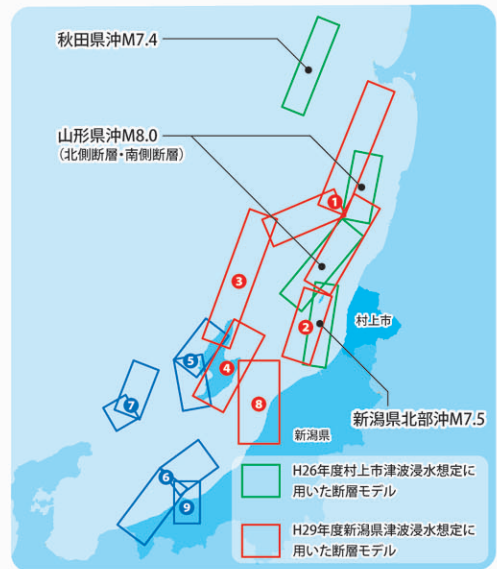 秋田県沖M7.4
山形県沖M8.0
（北側断層・南側断層）
1
3
2
村上市
5
4
7
8
新潟県北部沖M7.5
新潟県
6
9
H26年度村上市津波浸水想定に
用いた断層モデル
H29年度新潟県津波浸水想定に
用いた断層モデル